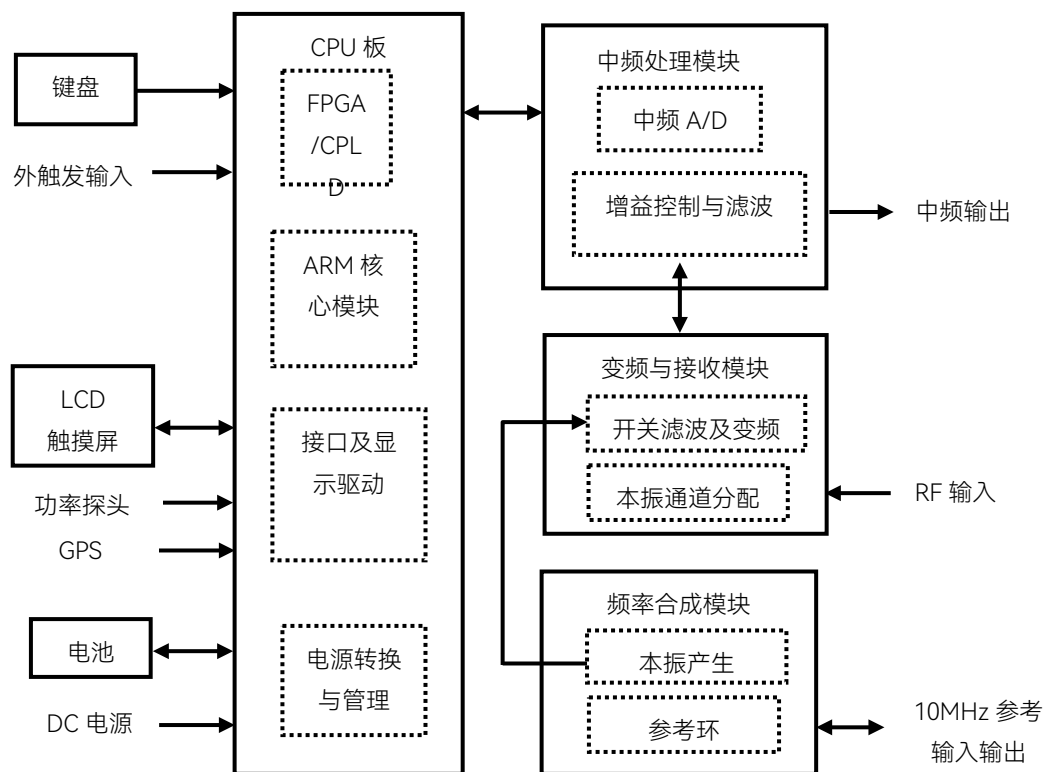 键盘
外触发输入
LCD
触摸屏
功率探头
GPS
电池
DC 电源
CPU 板
FPGA
/CPL
D
ARM 核
心模块
接口及显
示驱动
电源转换
与管理
中频处理模块
中频 A/D
增益控制与滤波
中频输出
变频与接收模块
开关滤波及变频
本振通道分配
RF 输入
频率合成模块
本振产生
参考环
10MHz 参考
输入输出